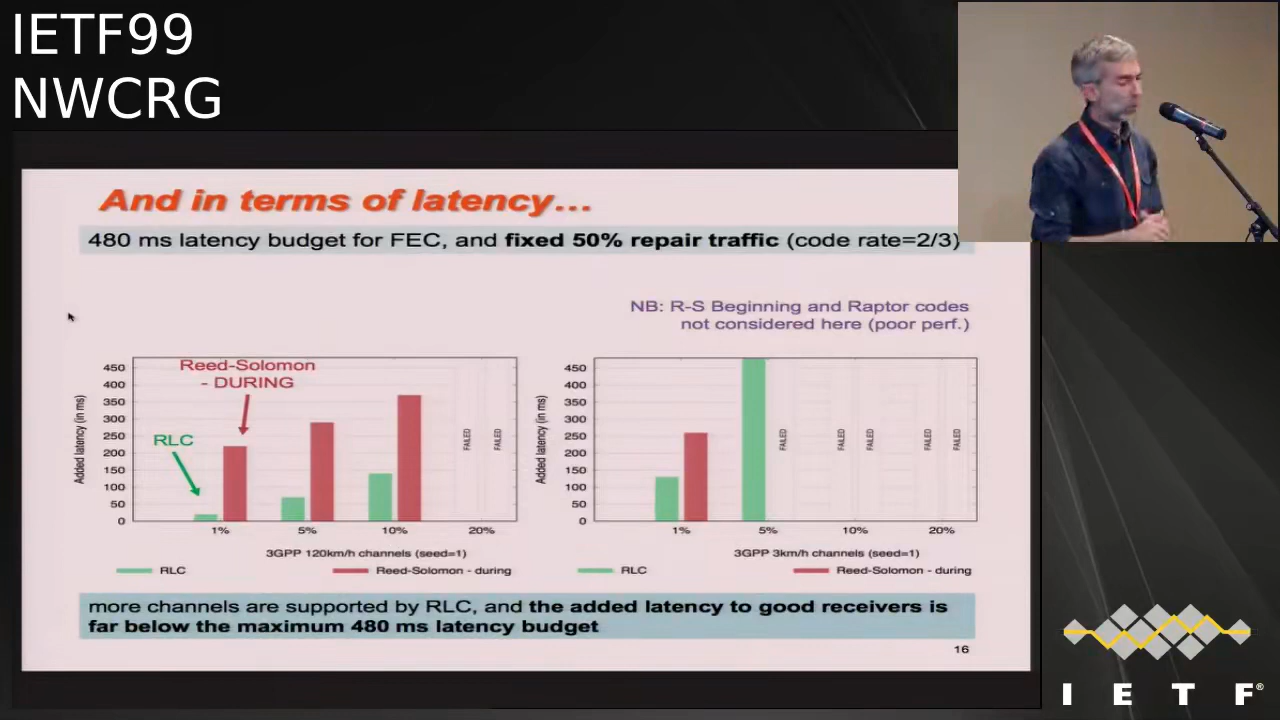 IETF99
NWCRG
And in terms of latency...
480 ms latency budget for FEC, and fixed 50% repair traffic (code rate=2/3)
NB: R-S Beginning and Raptor codes
not considered here (poor perf.)
Added latency (in ms)
450
400
350
300
250
200
150
100
50
0
Reed-Solomon
- DURING
RLC
FAILED
FAILED
1%
5%
10%
20%
3GPP 120km/h channels (seed=1)
RLC
Reed-Solomon - during
Added latency (in ms)
450
400
350
300
250
200
150
100
50
0
FAILED
FAILED
FAILED
FAILED
FAILED
1%
5%
10%
20%
3GPP 3km/h channels (seed=1)
RLC
Reed-Solomon - during
more channels are supported by RLC, and the added latency to good receivers is
far below the maximum 480 ms latency budget
16
I E T F®